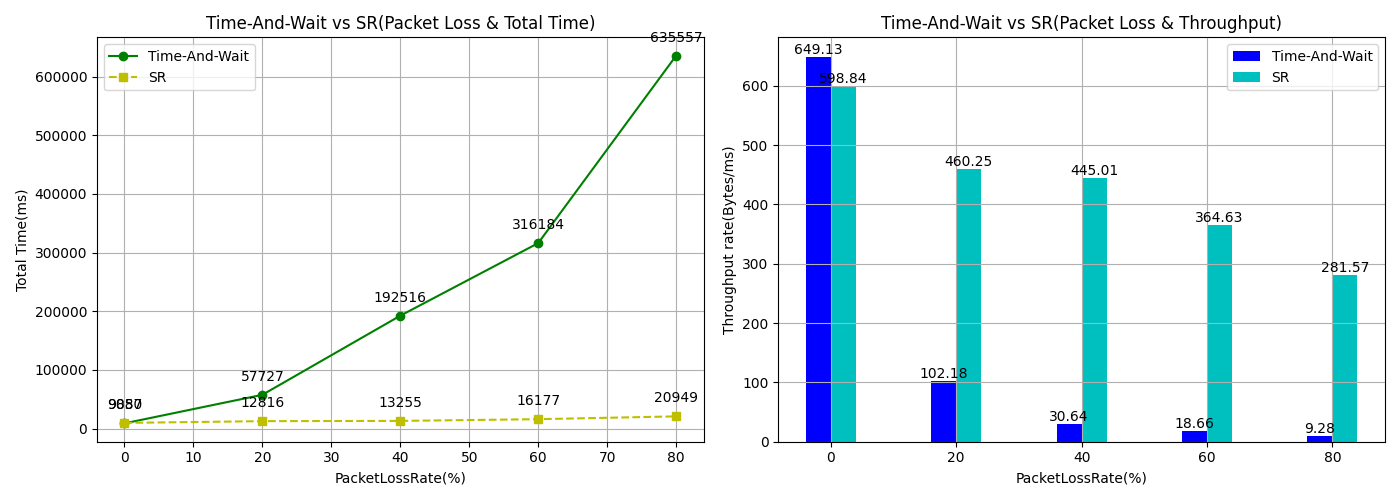 Time-And-Wait vs SR(Packet Loss & Total Time)
Time-And-Wait
SR
635557
316184
192516
57727
12816
13255
16177
20949
600000
500000
400000
300000
200000
100000
0
Total Time(ms)
0 10 20 30 40 50 60 70 80
PacketLossRate(%)
Time-And-Wait vs SR(Packet Loss & Throughput)
Time-And-Wait
SR
649.13
598.84
460.25
445.01
364.63
281.57
102.18
30.64
18.66
9.28
600
500
400
300
200
100
0
Throughput rate(Bytes/ms)
0 20 40 60 80
PacketLossRate(%)